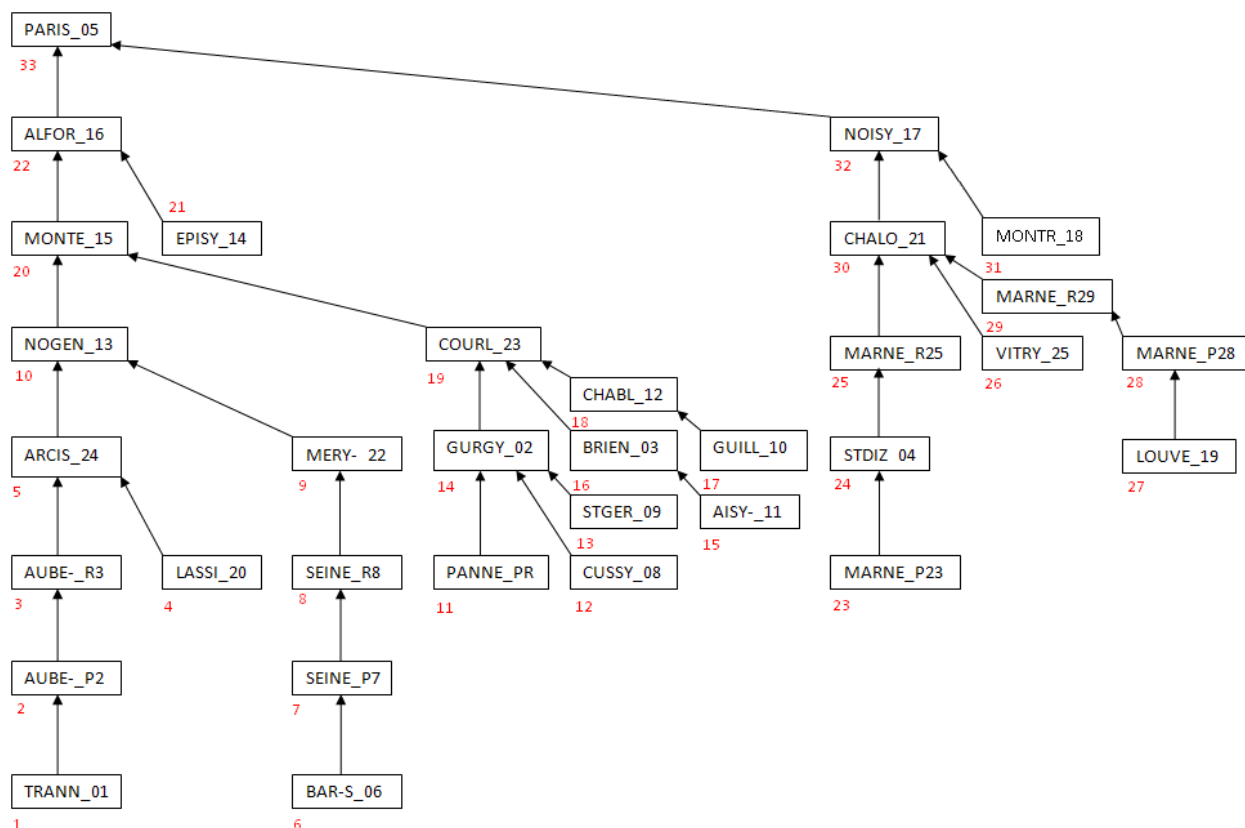 PARIS_05
33
ALFOR_16
NOISY_17
22
32
21
MONTE_15
EPISY_14
CHALO_21
MONTR_18
20
30
31
MARNE_R29
NOGEN_13
COURL_23
29
MARNE_R25
VITRY_25
MARNE_P28
10
19
CHABL_12
25
26
28
18
ARCIS_24
MERY-_22
GURGY_02
BRIEN_03
GUILL_10
STDIZ_04
LOUVE_19
5
9
14
16
17
24
27
STGER_09
AISY-_11
13
15
AUBE-_R3
LASSI_20
SEINE_R8
PANNE_PR
CUSSY_08
MARNE_P23
3
4
8
11
12
23
AUBE-_P2
SEINE_P7
2
7
TRANN_01
BAR-S_06
1
6